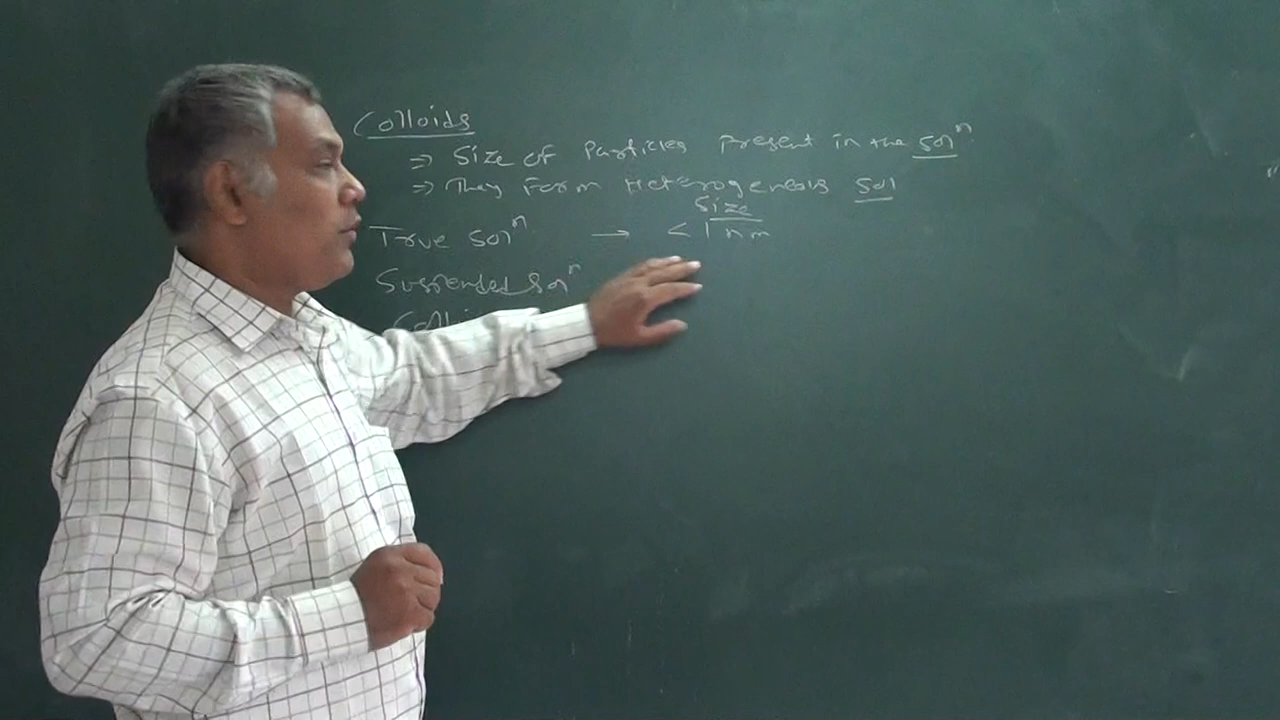 Colloids
⇒ Size of Particles Present in the solⁿ
⇒ They Form Heterogeneous sol
Size
True solⁿ → < 1 nm
Suspended solⁿ